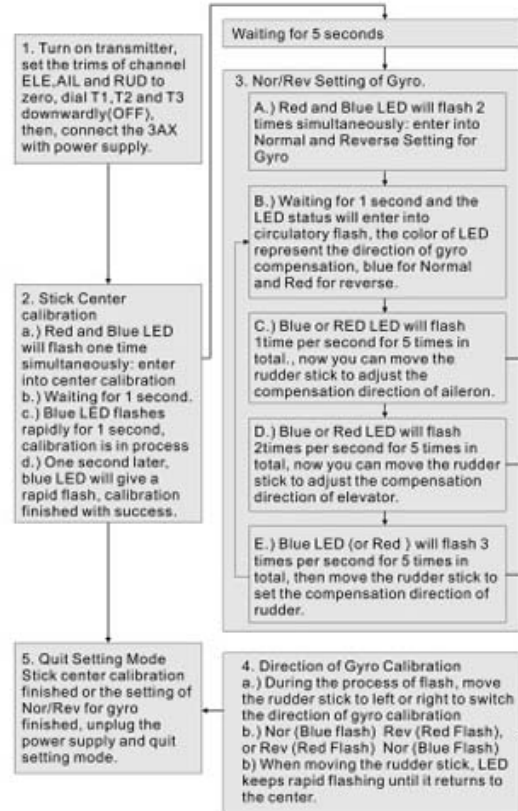 1. Turn on transmitter,
set the trims of channel
ELE,AIL and RUD to
zero, dial T1,T2 and T3
downwardly(OFF),
then, connect the 3AX
with power supply.
2. Stick Center
calibration
a.) Red and Blue LED
will flash one time
simultaneously: enter
into center calibration
b.) Waiting for 1 second.
c.) Blue LED flashes
rapidly for 1 second,
calibration is in process
d.) One second later,
blue LED will give a
rapid flash, calibration
finished with success.
Waiting for 5 seconds
3. Nor/Rev Setting of Gyro.
A.) Red and Blue LED will flash 2
times simultaneously: enter into
Normal and Reverse Setting for
Gyro
B.) Waiting for 1 second and the
LED status will enter into
circulatory flash, the color of LED
represent the direction of gyro
compensation, blue for Normal
and Red for reverse.
C.) Blue or RED LED will flash
1time per second for 5 times in
total., now you can move the
rudder stick to adjust the
compensation direction of aileron.
D.) Blue or Red LED will flash
2times per second for 5 times in
total, now you can move the rudder
stick to adjust the compensation
direction of elevator.
E.) Blue LED (or Red ) will flash 3
times per second for 5 times in
total, then move the rudder stick to
set the compensation direction of
rudder.
4. Direction of Gyro Calibration
a.) During the process of flash, move
the rudder stick to left or right to switch
the direction of gyro calibration
b.) Nor (Blue flash) Rev (Red Flash),
or Rev (Red Flash) Nor (Blue Flash)
b) When moving the rudder stick, LED
keeps rapid flashing until it returns to
the center.
5. Quit Setting Mode
Stick center calibration
finished or the setting of
Nor/Rev for gyro
finished, unplug the
power supply and quit
setting mode.